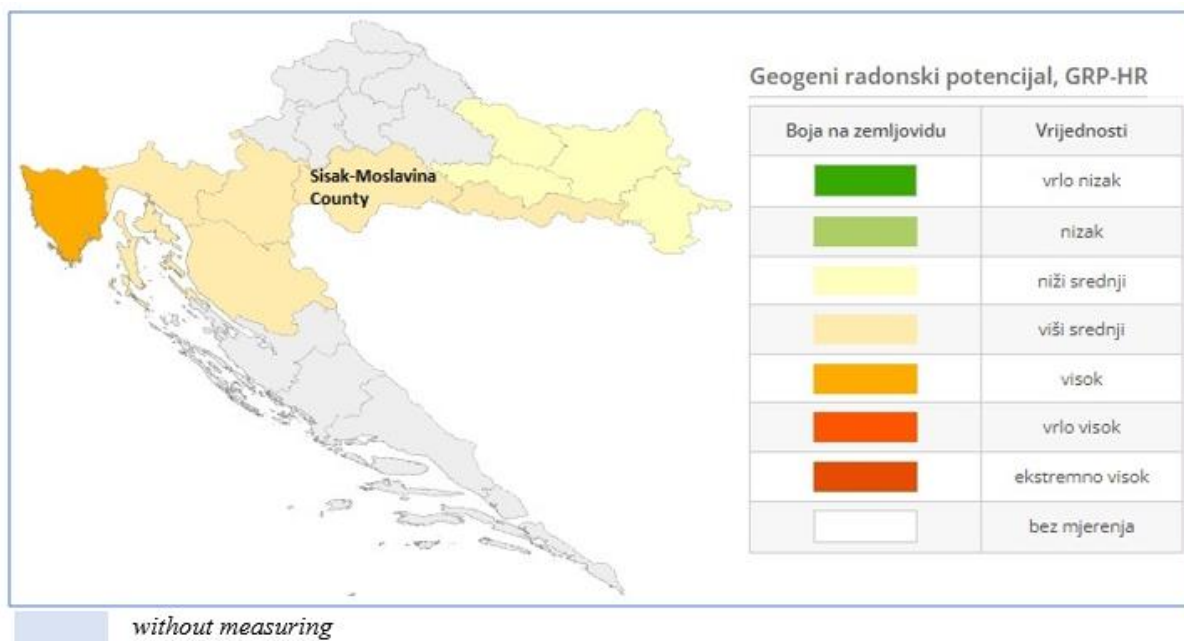 Sisak-Moslavina
County
Geogeni radonski potencijal, GRP-HR
Boja na zemljovidu Vrijednosti
vrlo nizak
nizak
niži srednji
viši srednji
visok
vrlo visok
ekstremno visok
bez mjerenja
without measuring